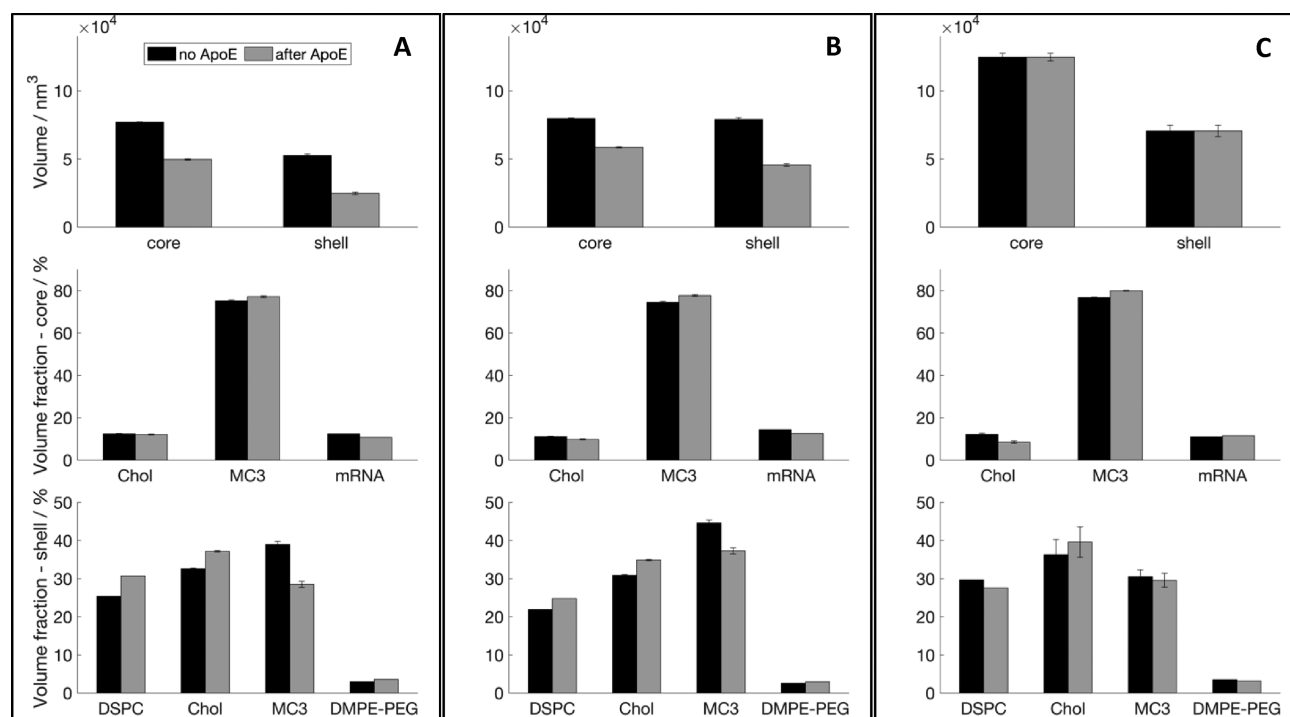 ×10⁴
A
no ApoE
after ApoE
Volume / nm³
10
5
0
core
shell
Volume fraction - core / %
80
60
40
20
0
Chol
MC3
mRNA
Volume fraction - shell / %
50
40
30
20
10
0
DSPC
Chol
MC3
DMPE-PEG
×10⁴
B
10
5
0
core
shell
80
60
40
20
0
Chol
MC3
mRNA
50
40
30
20
10
0
DSPC
Chol
MC3
DMPE-PEG
×10⁴
C
10
5
0
core
shell
80
60
40
20
0
Chol
MC3
mRNA
50
40
30
20
10
0
DSPC
Chol
MC3
DMPE-PEG